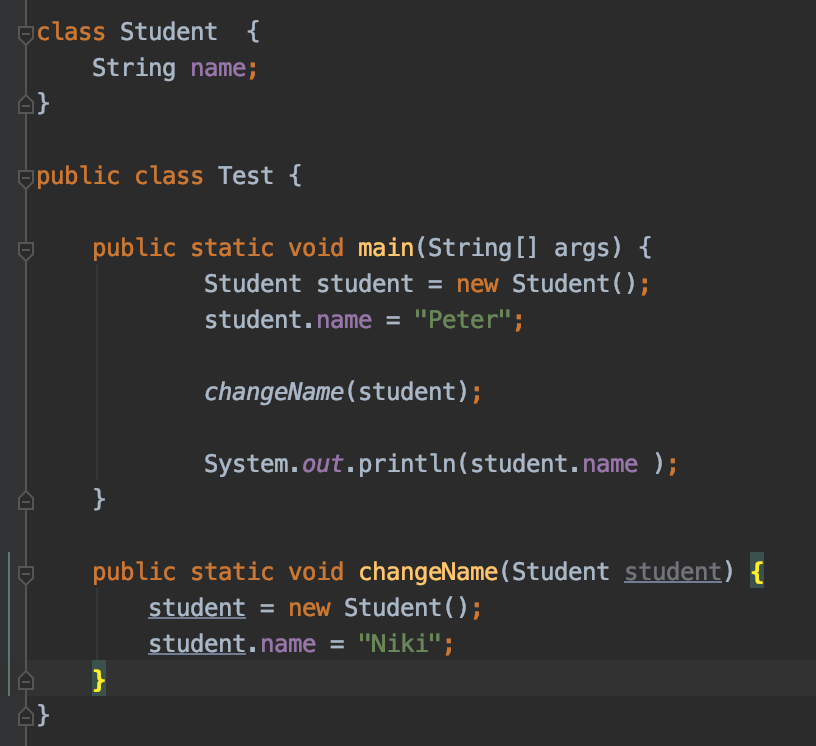 class Student  {
    String name;
}

public class Test {

    public static void main(String[] args) {
            Student student = new Student();
            student.name = "Peter";

            changeName(student);

            System.out.println(student.name );
    }

    public static void changeName(Student student) {
        student = new Student();
        student.name = "Niki";
    }
}